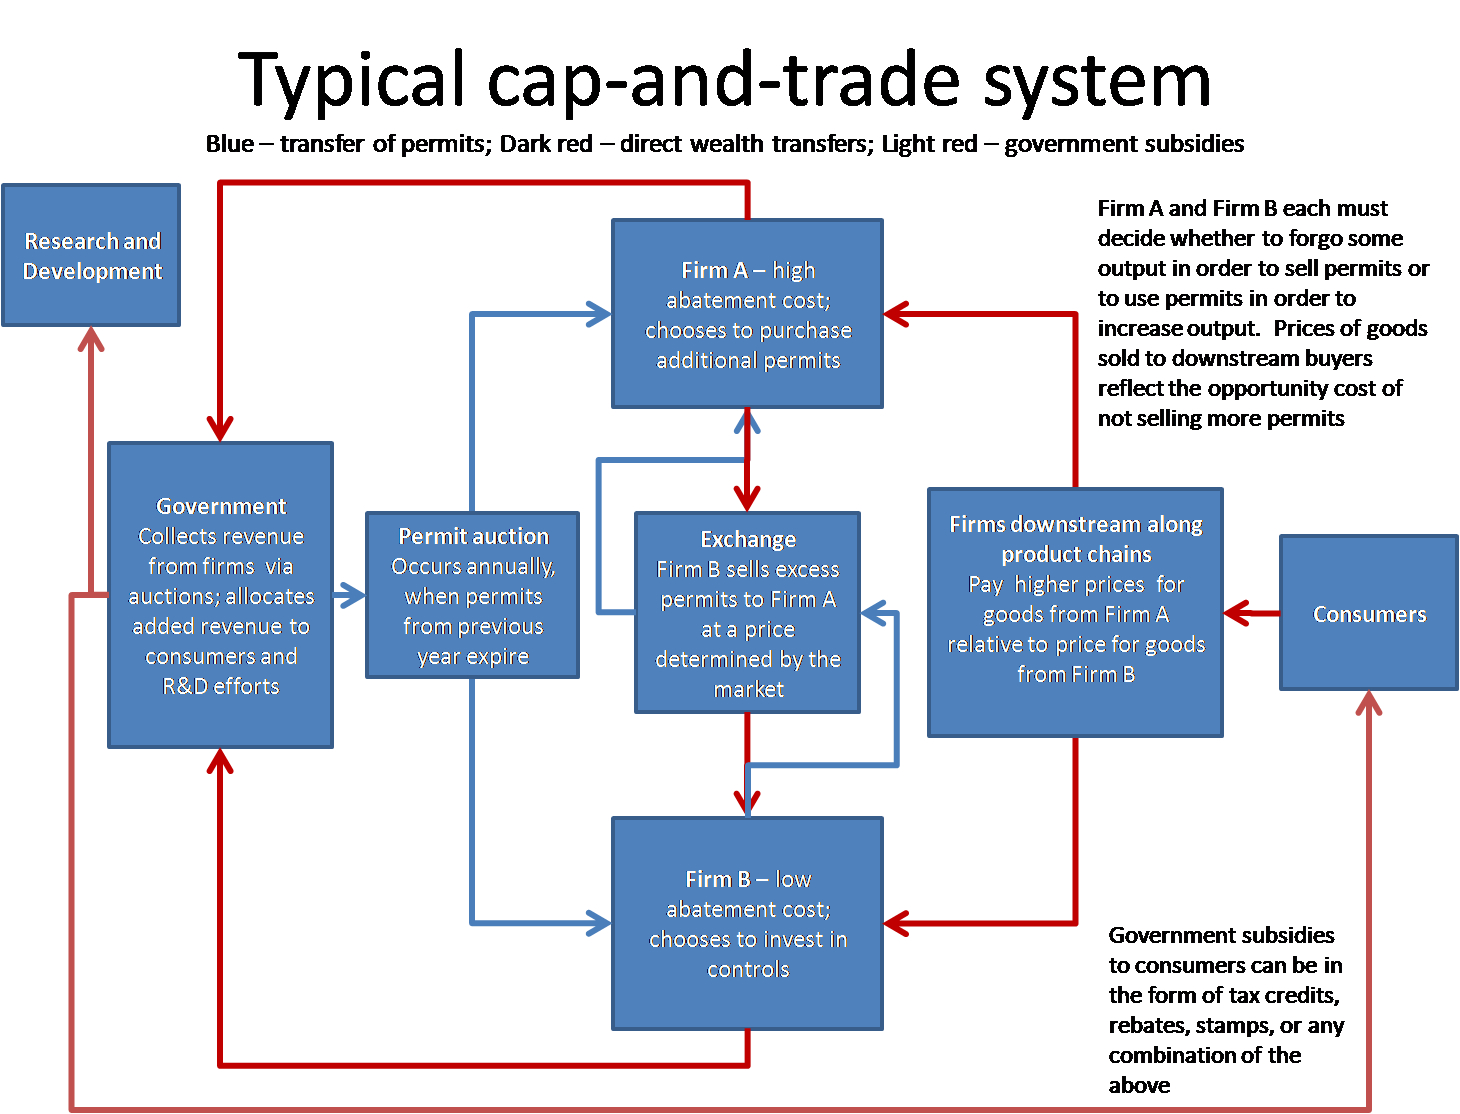 Typical cap-and-trade system
Blue – transfer of permits; Dark red – direct wealth transfers; Light red – government subsidies
Research and
Development
Firm A – high
abatement cost;
chooses to purchase
additional permits
Firm A and Firm B each must
decide whether to forgo some
output in order to sell permits or
to use permits in order to
increase output.  Prices of goods
sold to downstream buyers
reflect the opportunity cost of
not selling more permits
Government
Collects revenue
from firms  via
auctions; allocates
added revenue to
consumers and
R&D efforts
Permit auction
Occurs annually,
when permits
from previous
year expire
Exchange
Firm B sells excess
permits to Firm A
at a price
determined by the
market
Firms downstream along
product chains
Pay  higher prices  for
goods from Firm A
relative to price for goods
from Firm B
Consumers
Firm B – low
abatement cost;
chooses to invest in
controls
Government subsidies
to consumers can be in
the form of tax credits,
rebates, stamps, or any
combination of the
above